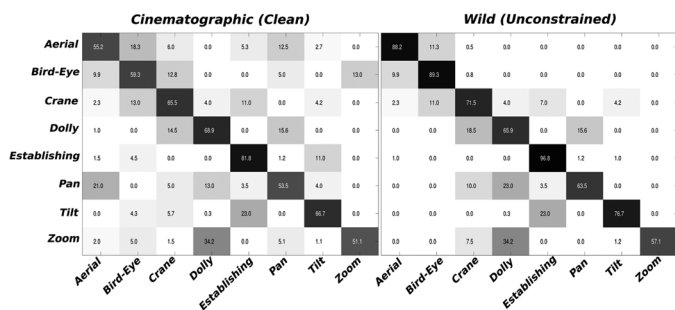 Cinematographic (Clean) Wild (Unconstrained)
Aerial 55.2 18.3 6.0 0.0 5.3 12.5 2.7 0.0 88.2 11.3 0.5 0.0 0.0 0.0 0.0 0.0
Bird-Eye 9.9 59.3 12.8 0.0 0.0 5.0 0.0 13.0 9.9 89.3 0.8 0.0 0.0 0.0 0.0 0.0
Crane 2.3 13.0 65.5 4.0 11.0 0.0 4.2 0.0 2.3 11.0 71.5 4.0 7.0 0.0 4.2 0.0
Dolly 1.0 0.0 14.5 68.9 0.0 15.6 0.0 0.0 0.0 0.0 18.5 65.9 0.0 15.6 0.0 0.0
Establishing 1.5 4.5 0.0 0.0 81.8 1.2 11.0 0.0 1.0 0.0 0.0 0.0 96.8 1.2 1.0 0.0
Pan 21.0 0.0 5.0 13.0 3.5 53.5 4.0 0.0 0.0 0.0 10.0 23.0 3.5 63.5 0.0 0.0
Tilt 0.0 4.3 5.7 0.3 23.0 0.0 66.7 0.0 0.0 0.0 0.0 0.3 23.0 0.0 76.7 0.0
Zoom 2.0 5.0 1.5 34.2 0.0 5.1 1.1 51.1 0.0 0.0 7.5 34.2 0.0 0.0 1.2 57.1
Aerial Bird-Eye Crane Dolly Establishing Pan Tilt Zoom Aerial Bird-Eye Crane Dolly Establishing Pan Tilt Zoom